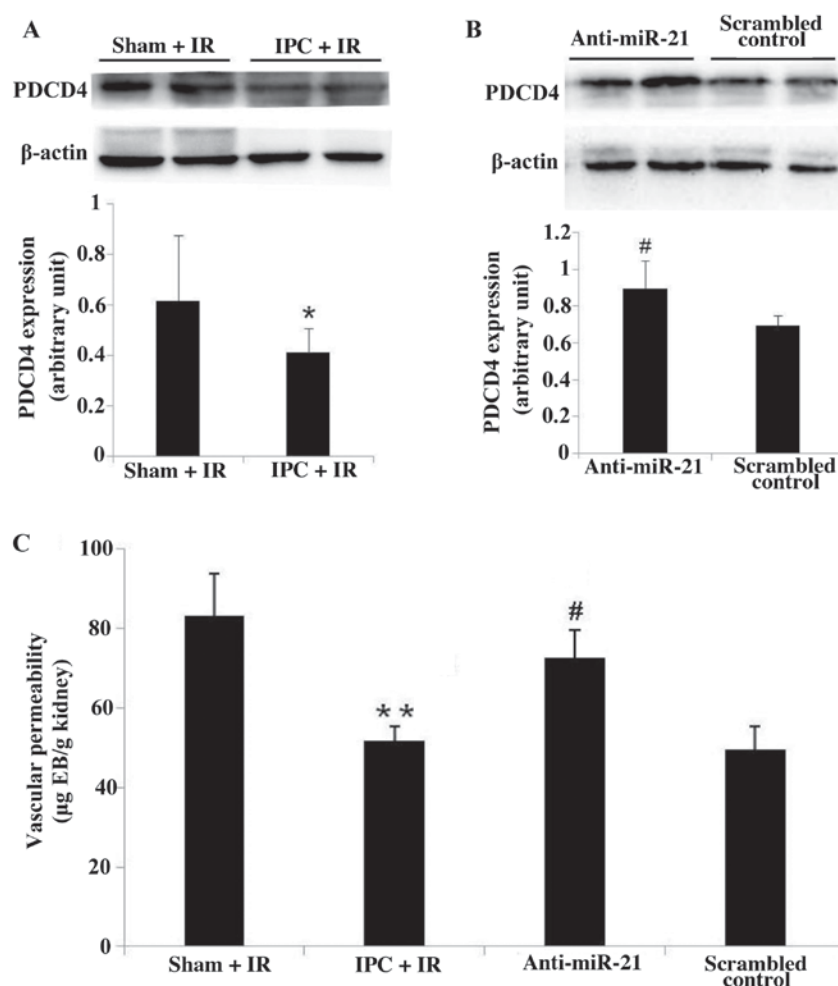 A
Sham + IR IPC + IR
PDCD4
β-actin
PDCD4 expression
(arbitrary unit)
1
0.8
0.6
0.4
0.2
0
*
Sham + IR IPC + IR
B
Anti-miR-21 Scrambled
control
PDCD4
β-actin
PDCD4 expression
(arbitrary unit)
1.2
1
0.8
0.6
0.4
0.2
0
#
Anti-miR-21 Scrambled
control
C
Vascular permeability
(µg EB/g kidney)
100
80
60
40
20
0
**
#
Sham + IR IPC + IR Anti-miR-21 Scrambled
control